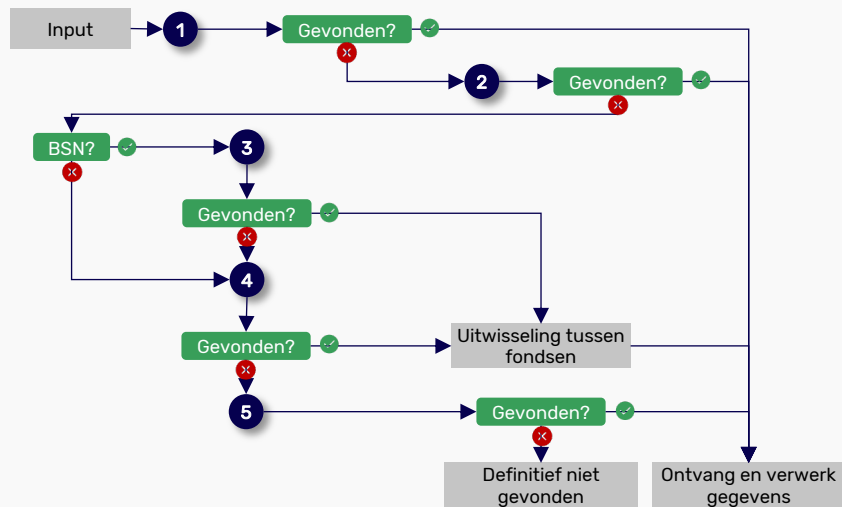 Input
1
Gevonden?
2
Gevonden?
BSN?
3
Gevonden?
4
Gevonden?
Uitwisseling tussen
fondsen
5
Gevonden?
Definitief niet
gevonden
Ontvang en verwerk
gegevens